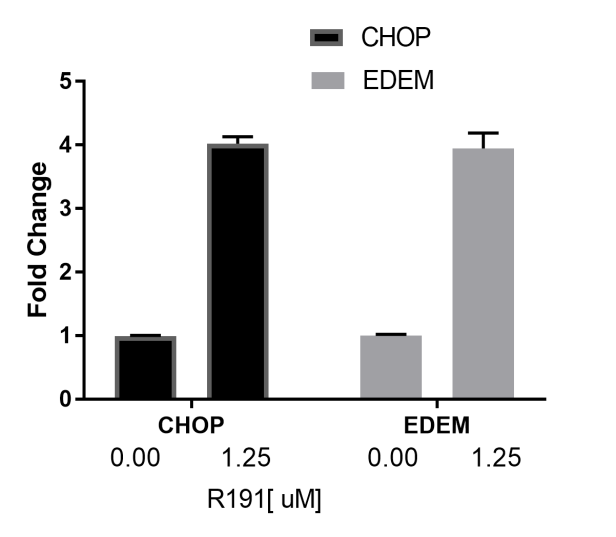 CHOP
EDEM
5
4
3
2
1
0
Fold Change
CHOP EDEM
0.00 1.25 0.00 1.25
R191[ uM]